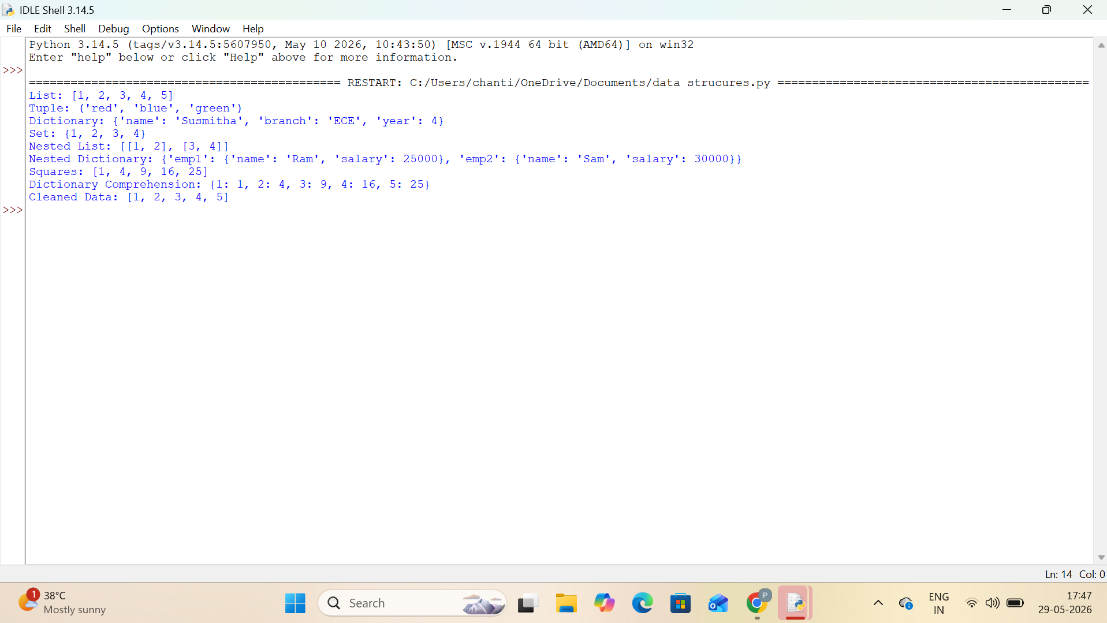 IDLE Shell 3.14.5
File Edit Shell Debug Options Window Help
Python 3.14.5 (tags/v3.14.5:5607950, May 10 2026, 10:43:50) [MSC v.1944 64 bit (AMD64)] on win32
Enter "help" below or click "Help" above for more information.
>>>
============================================= RESTART: C:/Users/chanti/OneDrive/Documents/data strucures.py =============================================
List: [1, 2, 3, 4, 5]
Tuple: ('red', 'blue', 'green')
Dictionary: {'name': 'Susmitha', 'branch': 'ECE', 'year': 4}
Set: {1, 2, 3, 4}
Nested List: [[1, 2], [3, 4]]
Nested Dictionary: {'emp1': {'name': 'Ram', 'salary': 25000}, 'emp2': {'name': 'Sam', 'salary': 30000}}
Squares: [1, 4, 9, 16, 25]
Dictionary Comprehension: {1: 1, 2: 4, 3: 9, 4: 16, 5: 25}
Cleaned Data: [1, 2, 3, 4, 5]
>>>
Ln: 14 Col: 0
1
38°C
Mostly sunny
Search
P
ENG
IN
17:47
29-05-2026